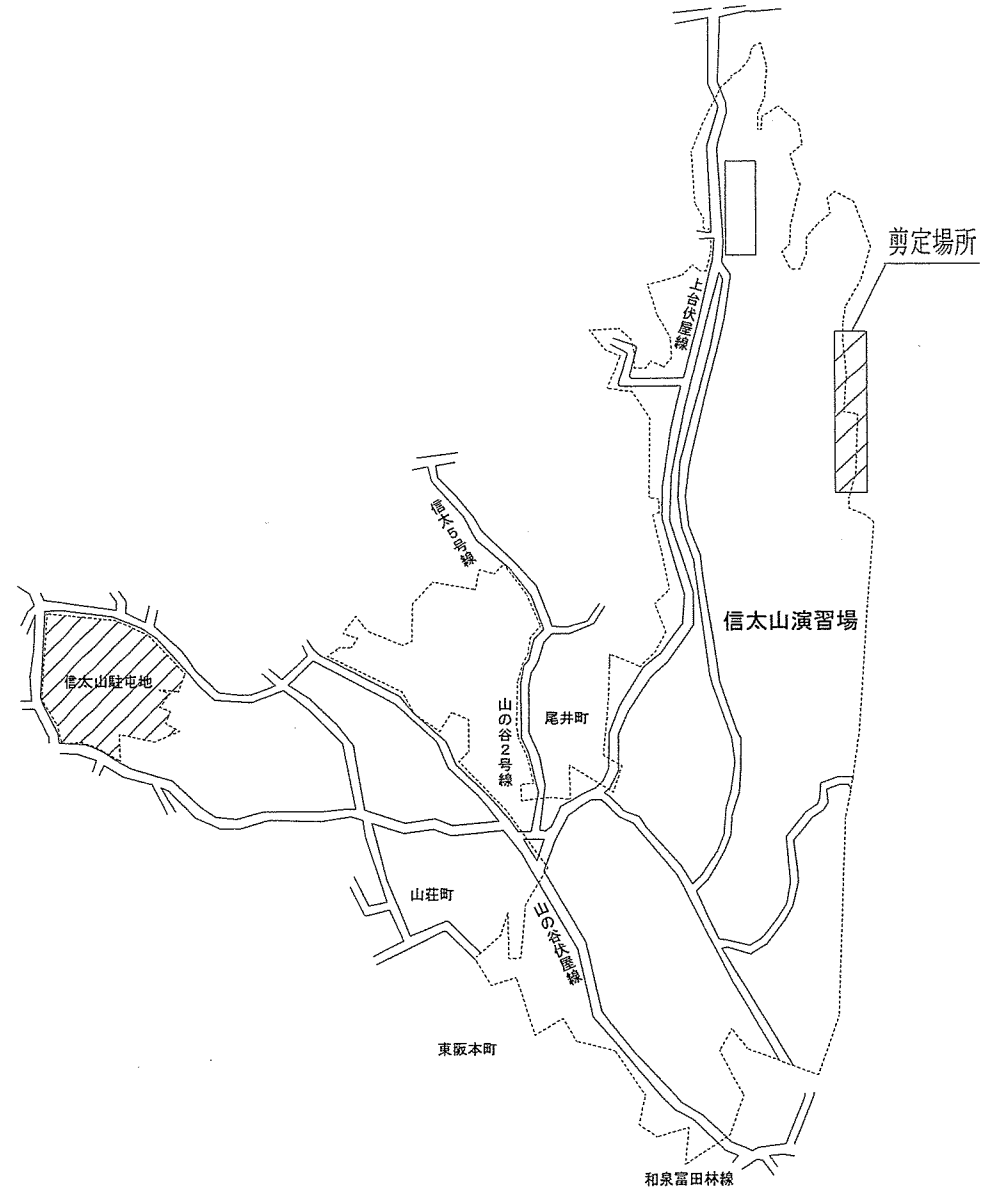 剪定場所
上台伏屋線
信太5号線
信太山演習場
信太山駐屯地
山の谷2号線
尾井町
山荘町
山の谷伏屋線
東阪本町
和泉富田林線